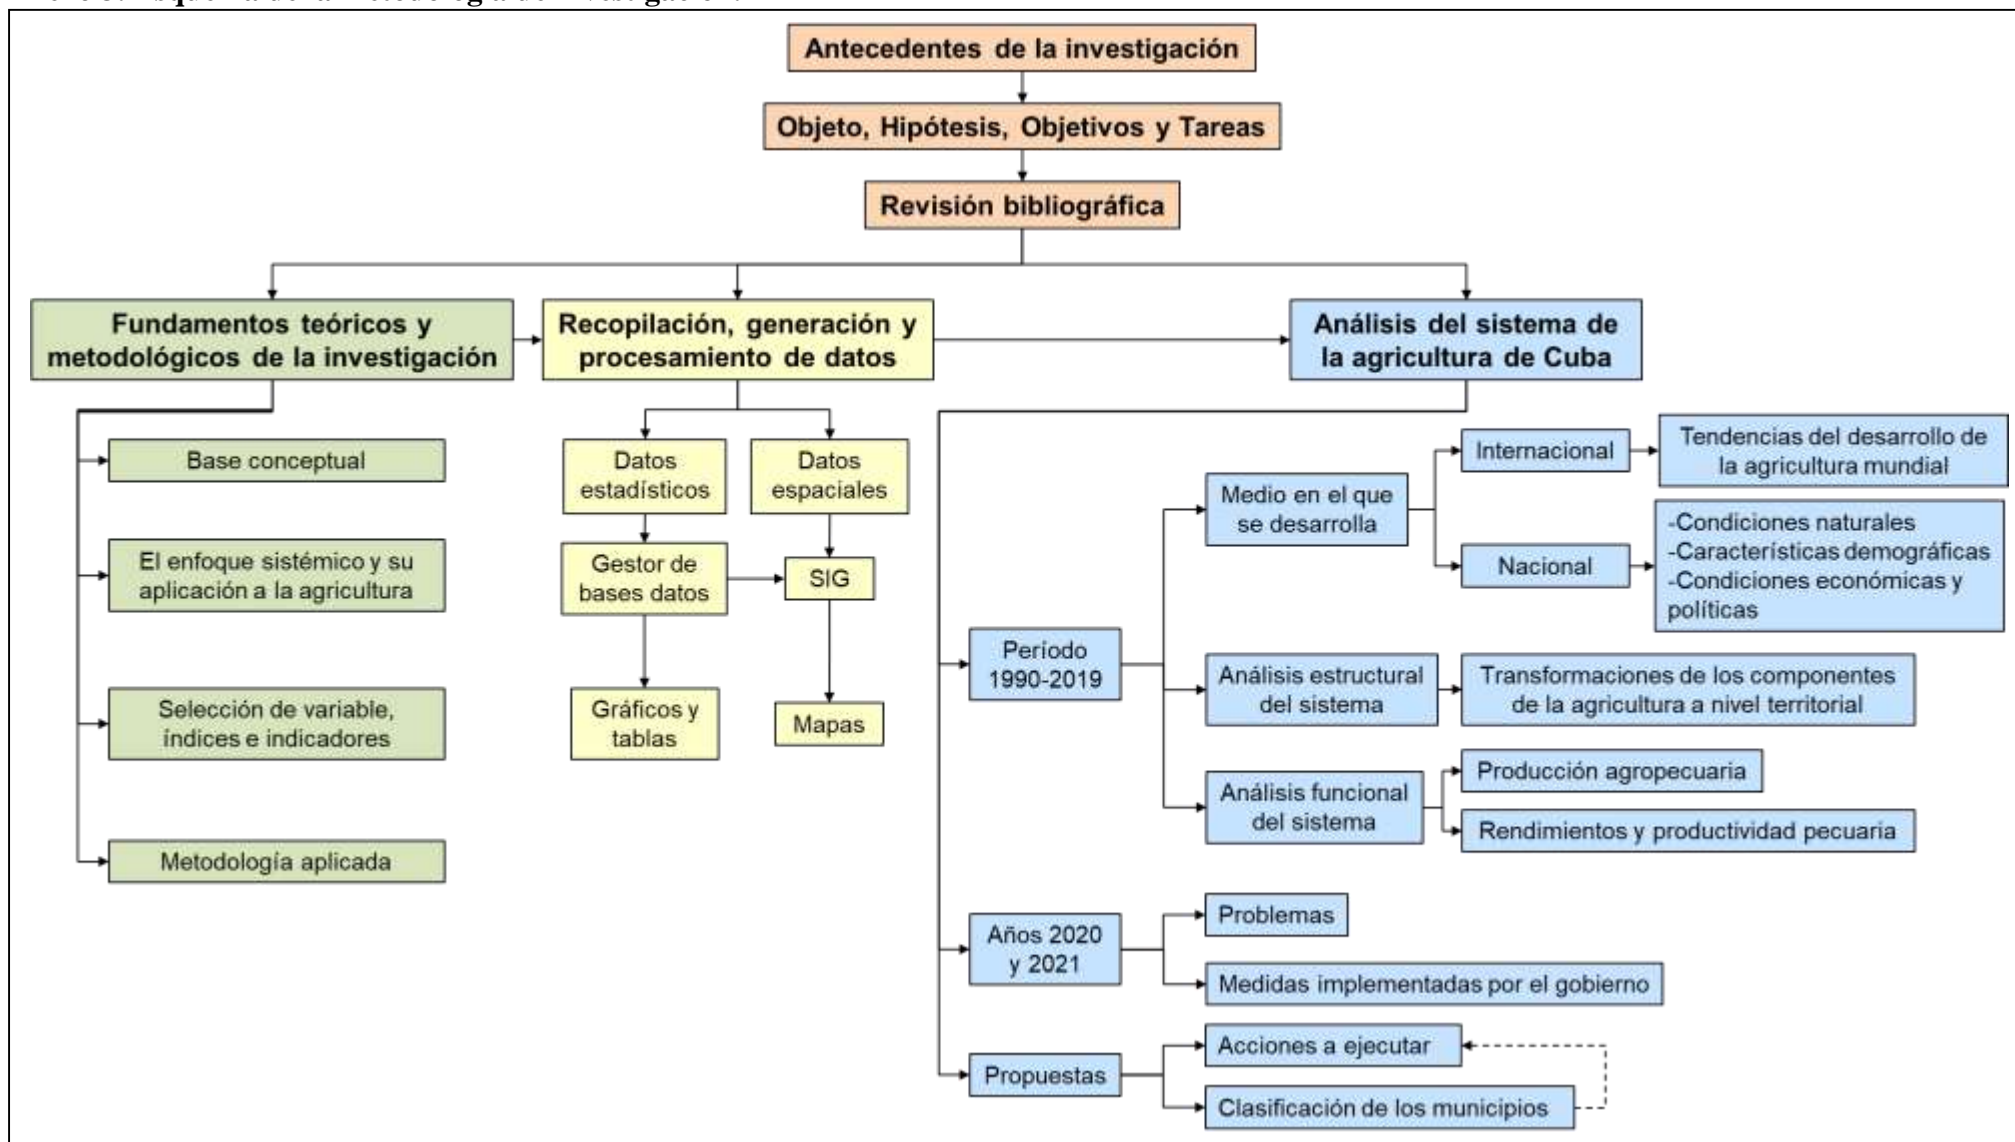 Antecedentes de la investigación
Objeto, Hipótesis, Objetivos y Tareas
Revisión bibliográfica
Fundamentos teóricos y
metodológicos de la investigación
Recopilación, generación y
procesamiento de datos
Análisis del sistema de
la agricultura de Cuba
Base conceptual
El enfoque sistémico y su
aplicación a la agricultura
Selección de variable,
índices e indicadores
Metodología aplicada
Datos
estadísticos
Datos
espaciales
Gestor de
bases datos
SIG
Gráficos y
tablas
Mapas
Período
1990-2019
Medio en el que
se desarrolla
Internacional
Tendencias del desarrollo de
la agricultura mundial
Nacional
-Condiciones naturales
-Características demográficas
-Condiciones económicas y
políticas
Análisis estructural
del sistema
Transformaciones de los componentes
de la agricultura a nivel territorial
Análisis funcional
del sistema
Producción agropecuaria
Rendimientos y productividad pecuaria
Años 2020
y 2021
Problemas
Medidas implementadas por el gobierno
Propuestas
Acciones a ejecutar
Clasificación de los municipios